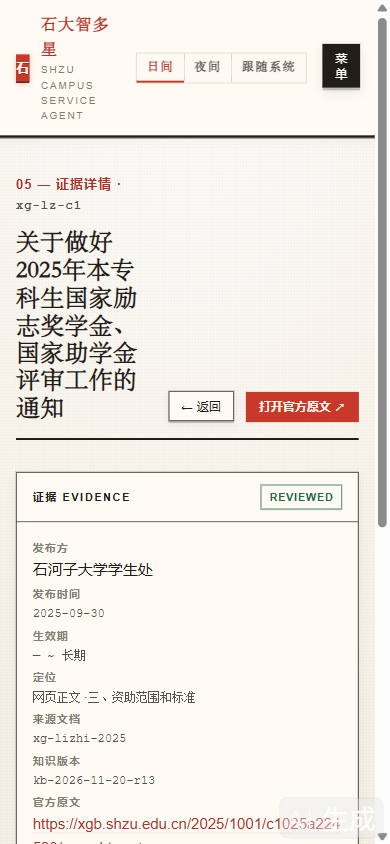 石大智多
星
石
SHZU
CAMPUS
SERVICE
AGENT
日间 夜间 跟随系统
菜
单
05 — 证据详情 ·
xg-lz-c1
关于做好
2025年本专
科生国家励
志奖学金、
国家助学金
评审工作的
通知
← 返回
打开官方原文 ↗
证据 EVIDENCE
REVIEWED
发布方
石河子大学学生处
发布时间
2025-09-30
生效期
— ~ 长期
定位
网页正文 · 三、资助范围和标准
来源文档
xg-lizhi-2025
知识版本
kb-2026-11-20-r13
官方原文
https://xgb.shzu.edu.cn/2025/1001/c1025a224
生成